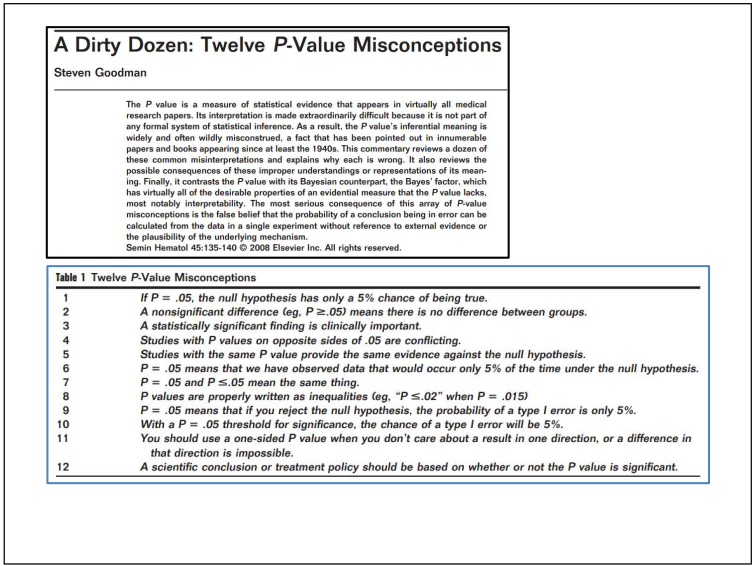 A Dirty Dozen: Twelve P-Value Misconceptions
Steven Goodman
The P value is a measure of statistical evidence that appears in virtually all medical
research papers. Its interpretation is made extraordinarily difficult because it is not part of
any formal system of statistical inference. As a result, the P value's inferential meaning is
widely and often wildly misconstrued, a fact that has been pointed out in innumerable
papers and books appearing since at least the 1940s. This commentary reviews a dozen of
these common misinterpretations and explains why each is wrong. It also reviews the
possible consequences of these improper understandings or representations of its mean-
ing. Finally, it contrasts the P value with its Bayesian counterpart, the Bayes' factor, which
has virtually all of the desirable properties of an evidential measure that the P value lacks,
most notably interpretability. The most serious consequence of this array of P-value
misconceptions is the false belief that the probability of a conclusion being in error can be
calculated from the data in a single experiment without reference to external evidence or
the plausibility of the underlying mechanism.
Semin Hematol 45:135-140 © 2008 Elsevier Inc. All rights reserved.
Table 1 Twelve P-Value Misconceptions
1 If P = .05, the null hypothesis has only a 5% chance of being true.
2 A nonsignificant difference (eg, P ≥.05) means there is no difference between groups.
3 A statistically significant finding is clinically important.
4 Studies with P values on opposite sides of .05 are conflicting.
5 Studies with the same P value provide the same evidence against the null hypothesis.
6 P = .05 means that we have observed data that would occur only 5% of the time under the null hypothesis.
7 P = .05 and P ≤.05 mean the same thing.
8 P values are properly written as inequalities (eg, "P ≤.02" when P = .015)
9 P = .05 means that if you reject the null hypothesis, the probability of a type I error is only 5%.
10 With a P = .05 threshold for significance, the chance of a type I error will be 5%.
11 You should use a one-sided P value when you don't care about a result in one direction, or a difference in
that direction is impossible.
12 A scientific conclusion or treatment policy should be based on whether or not the P value is significant.